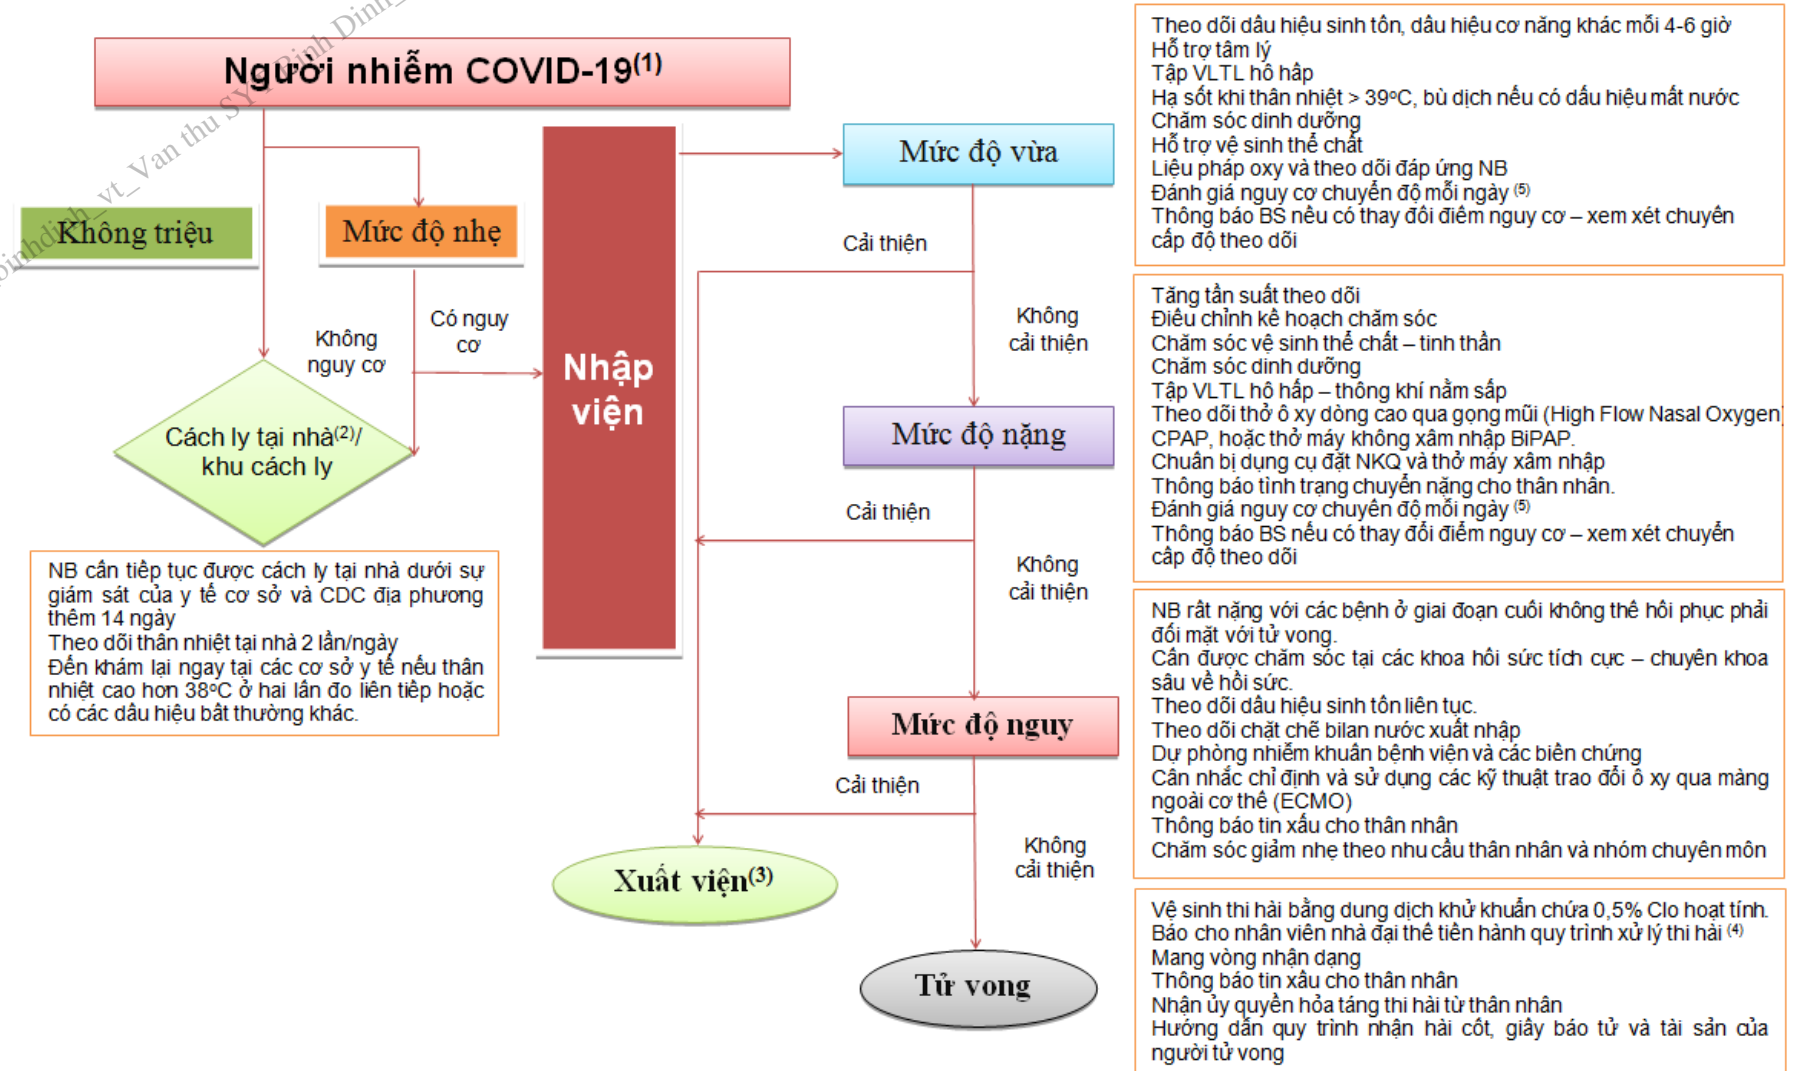 Người nhiễm COVID-19(1)
Không triệu
Mức độ nhẹ
Không
nguy cơ
Có nguy
cơ
Cách ly tại nhà(2)/
khu cách ly
NB cần tiếp tục được cách ly tại nhà dưới sự
giám sát của y tế cơ sở và CDC địa phương
thêm 14 ngày
Theo dõi thân nhiệt tại nhà 2 lần/ngày
Đến khám lại ngay tại các cơ sở y tế nếu thân
nhiệt cao hơn 38oC ở hai lần đo liên tiếp hoặc
có các dấu hiệu bất thường khác.
Nhập
viện
Mức độ vừa
Cải thiện
Không
cải thiện
Mức độ nặng
Cải thiện
Không
cải thiện
Mức độ nguy
Cải thiện
Không
cải thiện
Xuất viện(3)
Tử vong
Theo dõi dấu hiệu sinh tồn, dấu hiệu cơ năng khác mỗi 4-6 giờ
Hỗ trợ tâm lý
Tập VLTL hô hấp
Hạ sốt khi thân nhiệt > 39oC, bù dịch nếu có dấu hiệu mất nước
Chăm sóc dinh dưỡng
Hỗ trợ vệ sinh thể chất
Liệu pháp oxy và theo dõi đáp ứng NB
Đánh giá nguy cơ chuyển độ mỗi ngày (5)
Thông báo BS nếu có thay đổi điểm nguy cơ – xem xét chuyển
cấp độ theo dõi
Tăng tần suất theo dõi
Điều chỉnh kế hoạch chăm sóc
Chăm sóc vệ sinh thể chất – tinh thần
Chăm sóc dinh dưỡng
Tập VLTL hô hấp – thông khí nằm sấp
Theo dõi thở ô xy dòng cao qua gọng mũi (High Flow Nasal Oxygen)
CPAP, hoặc thở máy không xâm nhập BiPAP.
Chuẩn bị dụng cụ đặt NKQ và thở máy xâm nhập
Thông báo tình trạng chuyển nặng cho thân nhân.
Đánh giá nguy cơ chuyển độ mỗi ngày (5)
Thông báo BS nếu có thay đổi điểm nguy cơ – xem xét chuyển
cấp độ theo dõi
NB rất nặng với các bệnh ở giai đoạn cuối không thể hồi phục phải
đối mặt với tử vong.
Cần được chăm sóc tại các khoa hồi sức tích cực – chuyên khoa
sâu về hồi sức.
Theo dõi dấu hiệu sinh tồn liên tục.
Theo dõi chặt chẽ bilan nước xuất nhập
Dự phòng nhiễm khuẩn bệnh viện và các biến chứng
Cân nhắc chỉ định và sử dụng các kỹ thuật trao đổi ô xy qua màng
ngoài cơ thể (ECMO)
Thông báo tin xấu cho thân nhân
Chăm sóc giảm nhẹ theo nhu cầu thân nhân và nhóm chuyên môn
Vệ sinh thi hài bằng dung dịch khử khuẩn chứa 0,5% Clo hoạt tính.
Báo cho nhân viên nhà đại thể tiến hành quy trình xử lý thi hài (4)
Mang vòng nhận dạng
Thông báo tin xấu cho thân nhân
Nhận ủy quyền hỏa táng thi hài từ thân nhân
Hướng dẫn quy trình nhận hài cốt, giấy báo tử và tài sản của
người tử vong
binhdinh_vt_Van thu SYT Binh Dinh_